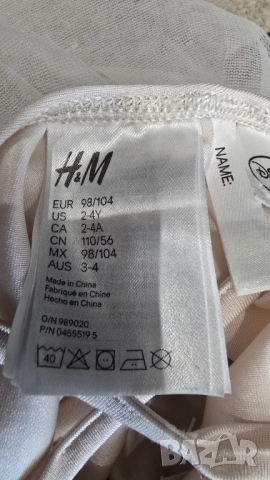 H&M
EUR 98/104
US 2-4Y
CA 2-4A
CN 110/56
MX 98/104
AUS 3-4
Made in China
Fabriqué en Chine
Hecho en China
O/N 989020
P/N 0455519 5
40
NAME:
BAZAR